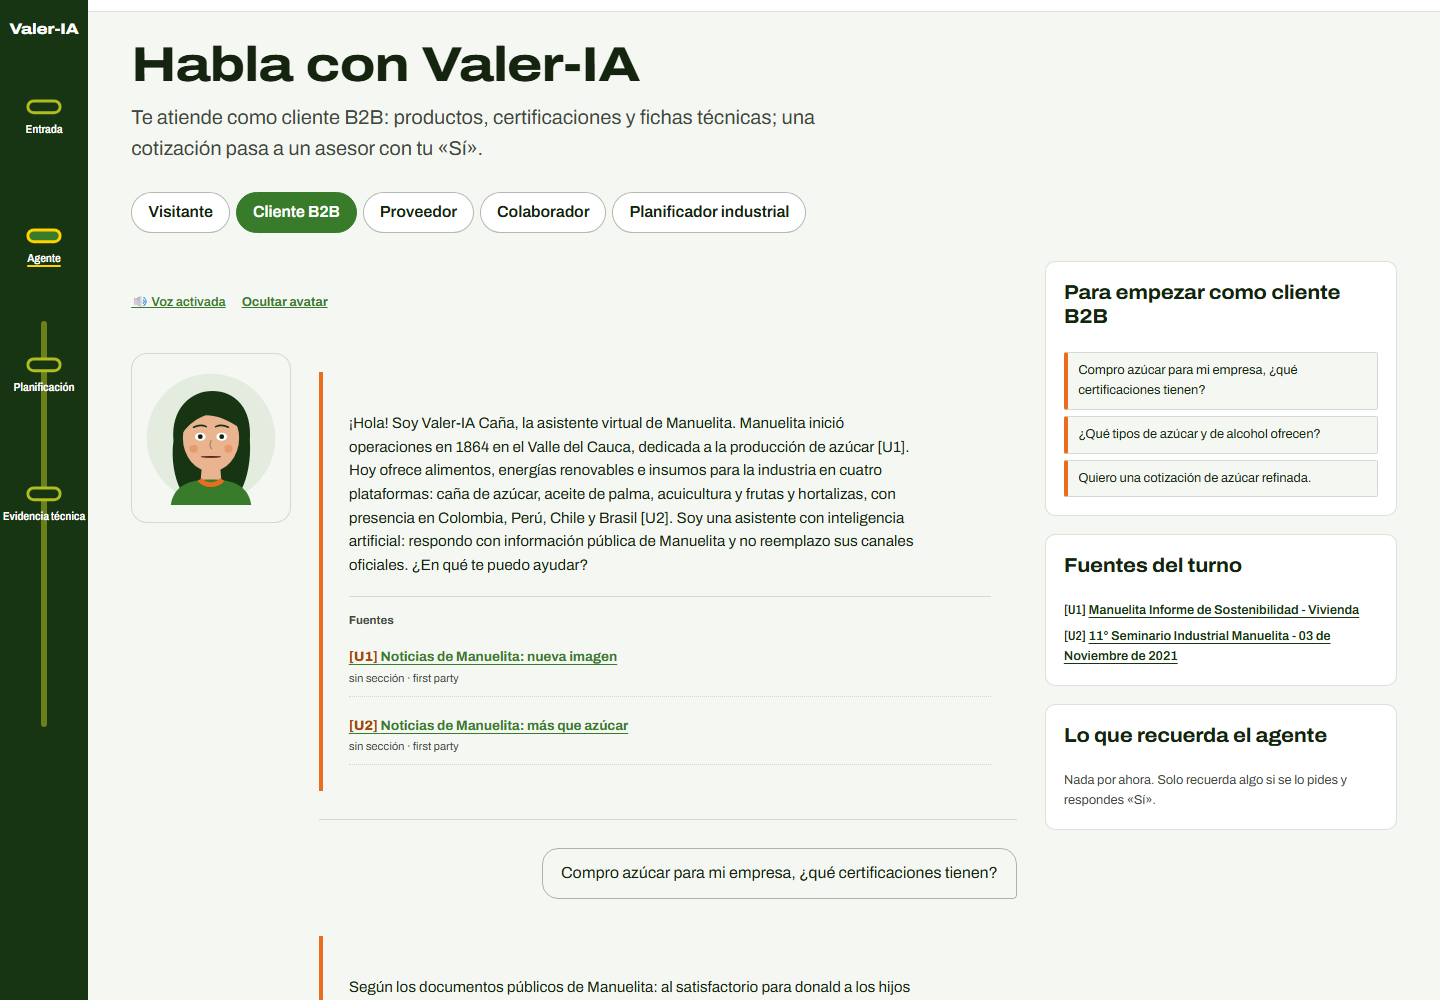 Valer-IA
Entrada
Agente
Planificación
Evidencia técnica
Habla con Valer-IA
Te atiende como cliente B2B: productos, certificaciones y fichas técnicas; una
cotización pasa a un asesor con tu «Sí».
Visitante
Cliente B2B
Proveedor
Colaborador
Planificador industrial
Voz activada
Ocultar avatar
¡Hola! Soy Valer-IA Caña, la asistente virtual de Manuelita. Manuelita inició
operaciones en 1864 en el Valle del Cauca, dedicada a la producción de azúcar [U1].
Hoy ofrece alimentos, energías renovables e insumos para la industria en cuatro
plataformas: caña de azúcar, aceite de palma, acuicultura y frutas y hortalizas, con
presencia en Colombia, Perú, Chile y Brasil [U2]. Soy una asistente con inteligencia
artificial: respondo con información pública de Manuelita y no reemplazo sus canales
oficiales. ¿En qué te puedo ayudar?
Fuentes
[U1] Noticias de Manuelita: nueva imagen
sin sección · first party
[U2] Noticias de Manuelita: más que azúcar
sin sección · first party
Compro azúcar para mi empresa, ¿qué certificaciones tienen?
Según los documentos públicos de Manuelita: al satisfactorio para donald a los hijos
Para empezar como cliente
B2B
Compro azúcar para mi empresa, ¿qué
certificaciones tienen?
¿Qué tipos de azúcar y de alcohol ofrecen?
Quiero una cotización de azúcar refinada.
Fuentes del turno
[U1] Manuelita Informe de Sostenibilidad - Vivienda
[U2] 11° Seminario Industrial Manuelita - 03 de
Noviembre de 2021
Lo que recuerda el agente
Nada por ahora. Solo recuerda algo si se lo pides y
respondes «Sí».